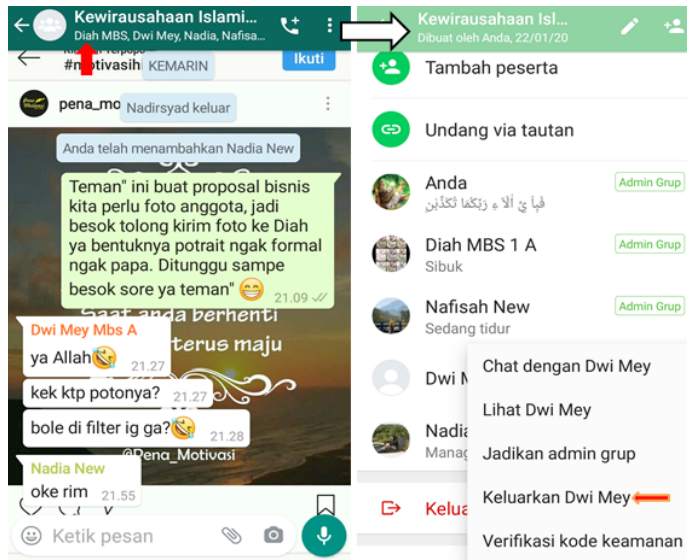 Kewirausahaan Islami...
Diah MBS, Dwi Mey, Nadia, Nafisa...
#motivasih
KEMARIN
Ikuti
pena_mo
Nadirsyad keluar
Anda telah menambahkan Nadia New
Teman" ini buat proposal bisnis
kita perlu foto anggota, jadi
besok tolong kirim foto ke Diah
ya bentuknya potrait ngak formal
ngak papa. Ditunggu sampe
besok sore ya teman" 😁
21.09
Saat anda berhenti
Dwi Mey Mbs A
ya Allah🤣
21.27
terus maju
kek ktp potonya?
21.27
bole di filter ig ga?🤣
21.28
@Pena_Motivasi
Nadia New
oke rim
21.55
Ketik pesan
Kewirausahaan Isl...
Dibuat oleh Anda, 22/01/20
Tambah peserta
Undang via tautan
Anda
Admin Grup
Diah MBS 1 A
Admin Grup
Sibuk
Nafisah New
Admin Grup
Sedang tidur
Dwi
Nadia
Manag
Kelua
Chat dengan Dwi Mey
Lihat Dwi Mey
Jadikan admin grup
Keluarkan Dwi Mey
Verifikasi kode keamanan